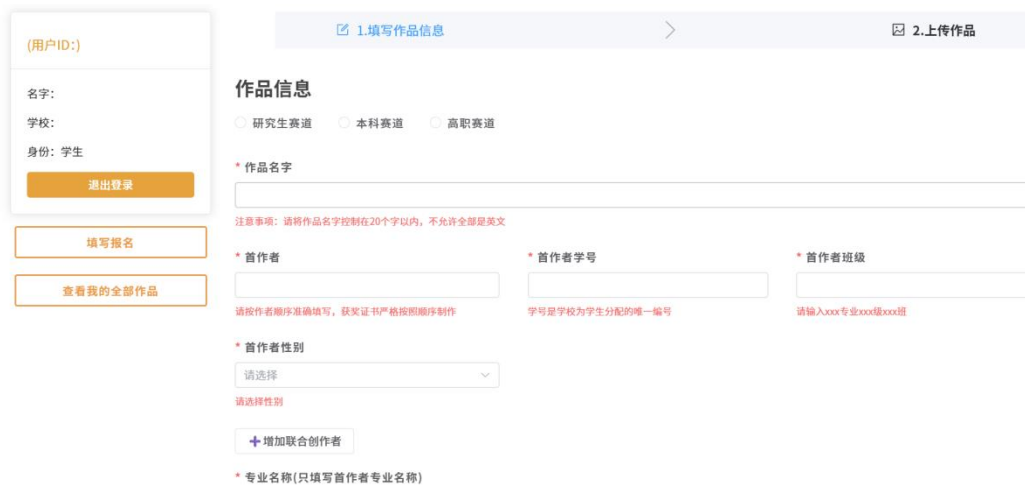 (用户ID:)
名字:
学校:
身份: 学生
退出登录
填写报名
查看我的全部作品
1.填写作品信息
2.上传作品
作品信息
研究生赛道 本科赛道 高职赛道
* 作品名字
注意事项: 请将作品名字控制在20个字以内，不允许全部是英文
* 首作者 * 首作者学号 * 首作者班级
请按作者顺序准确填写，获奖证书严格按照顺序制作 学号是学校为学生分配的唯一编号 请输入xxx专业xxx级xxx班
* 首作者性别
请选择
请选择性别
+增加联合创作者
* 专业名称(只填写首作者专业名称)